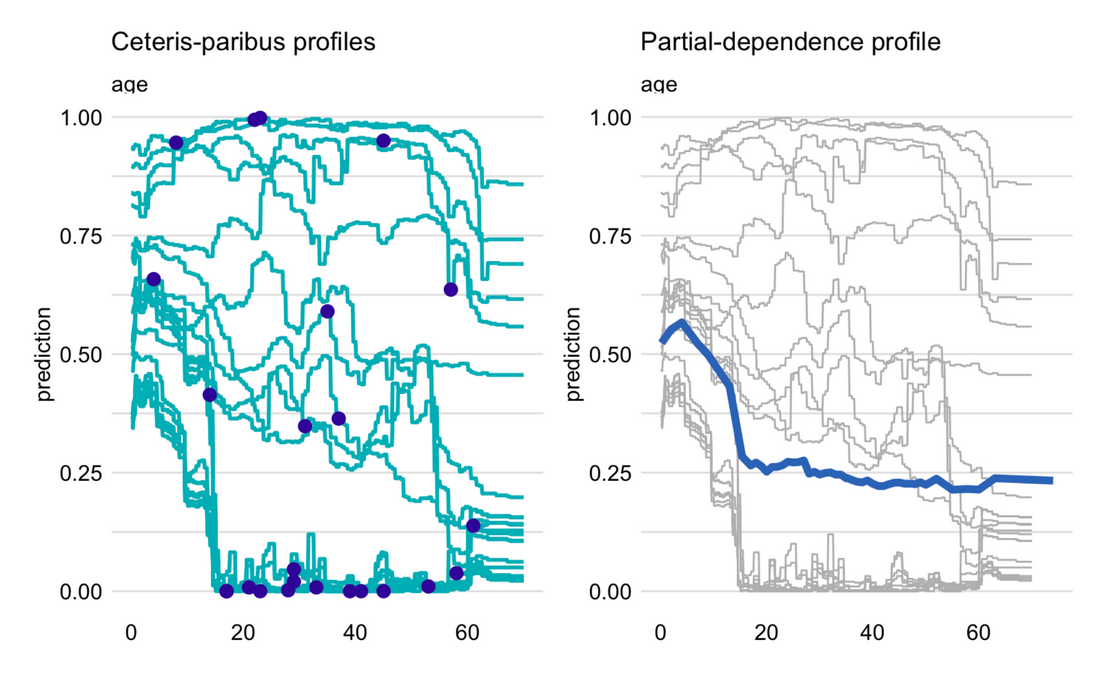 Ceteris-paribus profiles
age
prediction
1.00
0.75
0.50
0.25
0.00
0 20 40 60
Partial-dependence profile
age
prediction
1.00
0.75
0.50
0.25
0.00
0 20 40 60